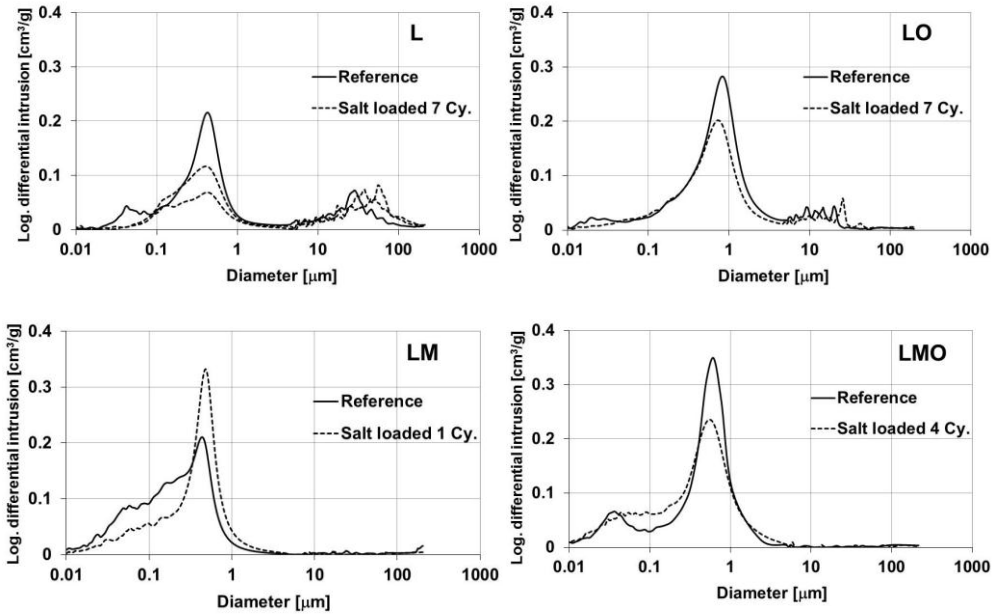 Log. differential intrusion [cm³/g]
0.4
0.3
0.2
0.1
0
L
Reference
Salt loaded 7 Cy.
0.01 0.1 1 10 100 1000
Diameter [μm]
Log. differential intrusion [cm³/g]
0.4
0.3
0.2
0.1
0
LO
Reference
Salt loaded 7 Cy.
0.01 0.1 1 10 100 1000
Diameter [μm]
Log. differential intrusion [cm³/g]
0.4
0.3
0.2
0.1
0
LM
Reference
Salt loaded 1 Cy.
0.01 0.1 1 10 100 1000
Diameter [μm]
Log. differential intrusion [cm³/g]
0.4
0.3
0.2
0.1
0
LMO
Reference
Salt loaded 4 Cy.
0.01 0.1 1 10 100 1000
Diameter [μm]